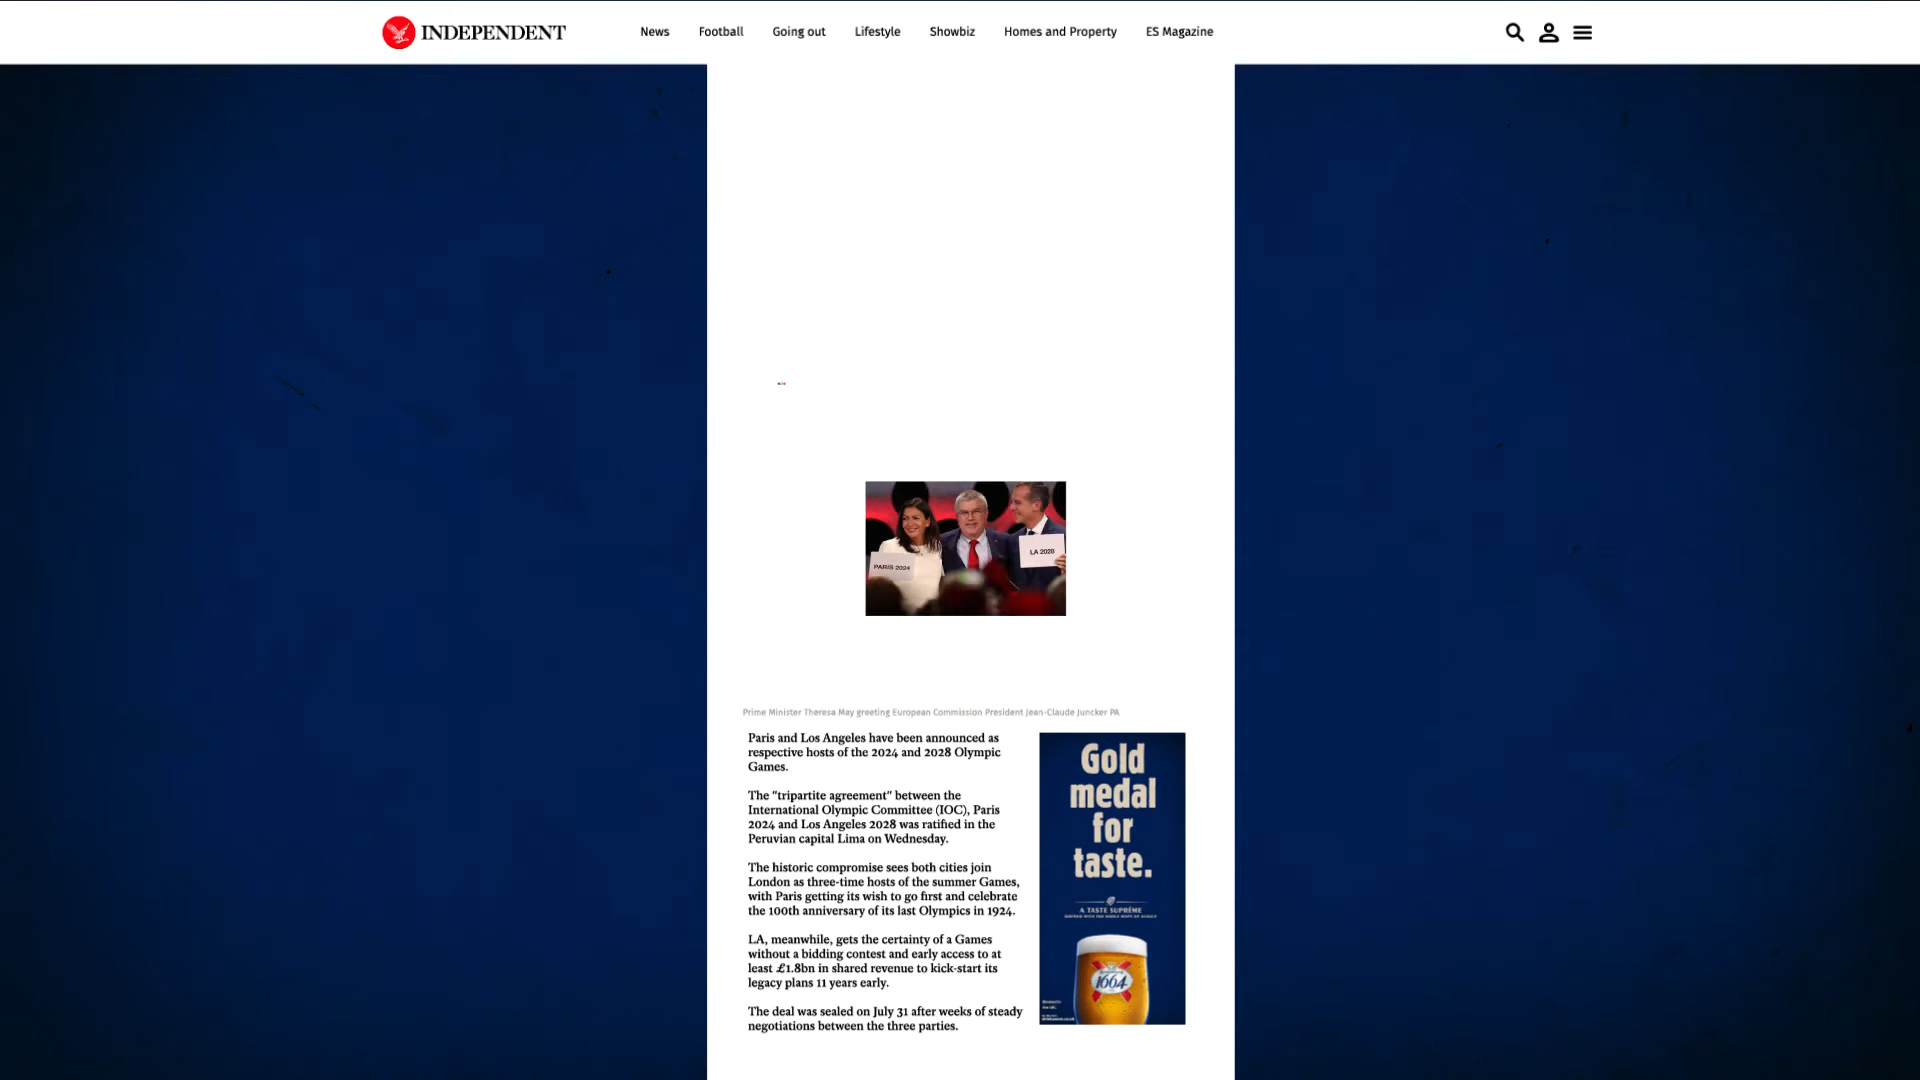 INDEPENDENT
News Football Going out Lifestyle Showbiz Homes and Property ES Magazine
PARIS 2024
LA 2028
Prime Minister Theresa May greeting European Commission President Jean-Claude Juncker PA
Paris and Los Angeles have been announced as
respective hosts of the 2024 and 2028 Olympic
Games.
The "tripartite agreement" between the
International Olympic Committee (IOC), Paris
2024 and Los Angeles 2028 was ratified in the
Peruvian capital Lima on Wednesday.
The historic compromise sees both cities join
London as three-time hosts of the summer Games,
with Paris getting its wish to go first and celebrate
the 100th anniversary of its last Olympics in 1924.
LA, meanwhile, gets the certainty of a Games
without a bidding contest and early access to at
least £1.8bn in shared revenue to kick-start its
legacy plans 11 years early.
The deal was sealed on July 31 after weeks of steady
negotiations between the three parties.
Gold
medal
for
taste.
A TASTE SUPRÊME
1664